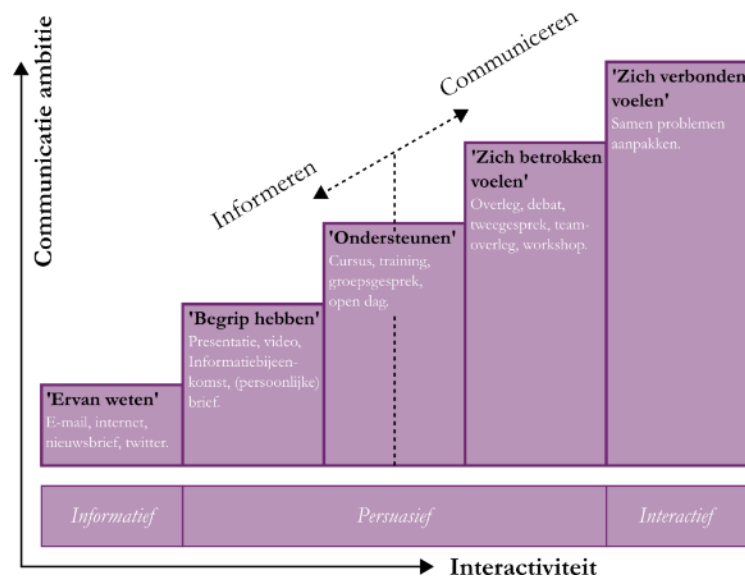 Communicatie ambitie
Informeren
Communiceren
'Ervan weten'
E-mail, internet,
nieuwsbrief, twitter.
'Begrip hebben'
Presentatie, video,
Informatiebijeen-
komst, (persoonlijke)
brief.
'Ondersteunen'
Cursus, training,
groepsgesprek,
open dag.
'Zich betrokken
voelen'
Overleg, debat,
tweegesprek, team-
overleg, workshop.
'Zich verbonden
voelen'
Samen problemen
aanpakken.
Informatief
Persuasief
Interactief
Interactiviteit